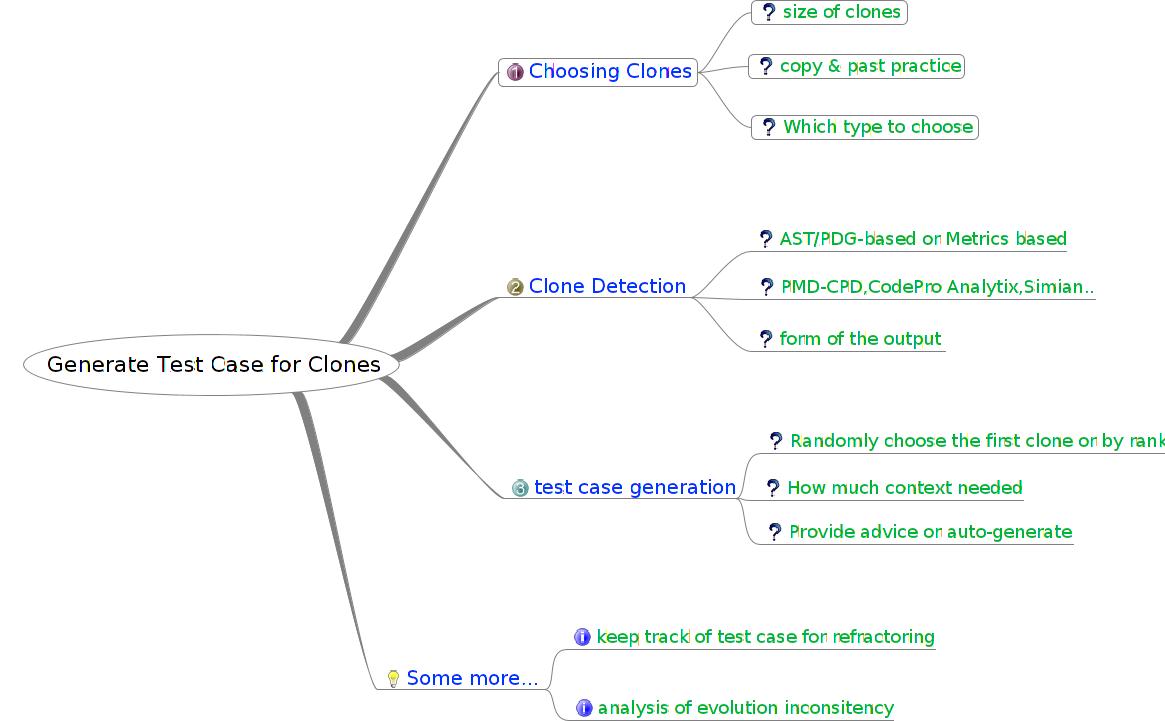 Generate Test Case for Clones
1 Choosing Clones
? size of clones
? copy & past practice
? Which type to choose
2 Clone Detection
? AST/PDG-based or Metrics based
? PMD-CPD,CodePro Analytix,Simian..
? form of the output
3 test case generation
? Randomly choose the first clone or by rank
? How much context needed
? Provide advice or auto-generate
Some more...
i keep track of test case for refractoring
i analysis of evolution inconsitency